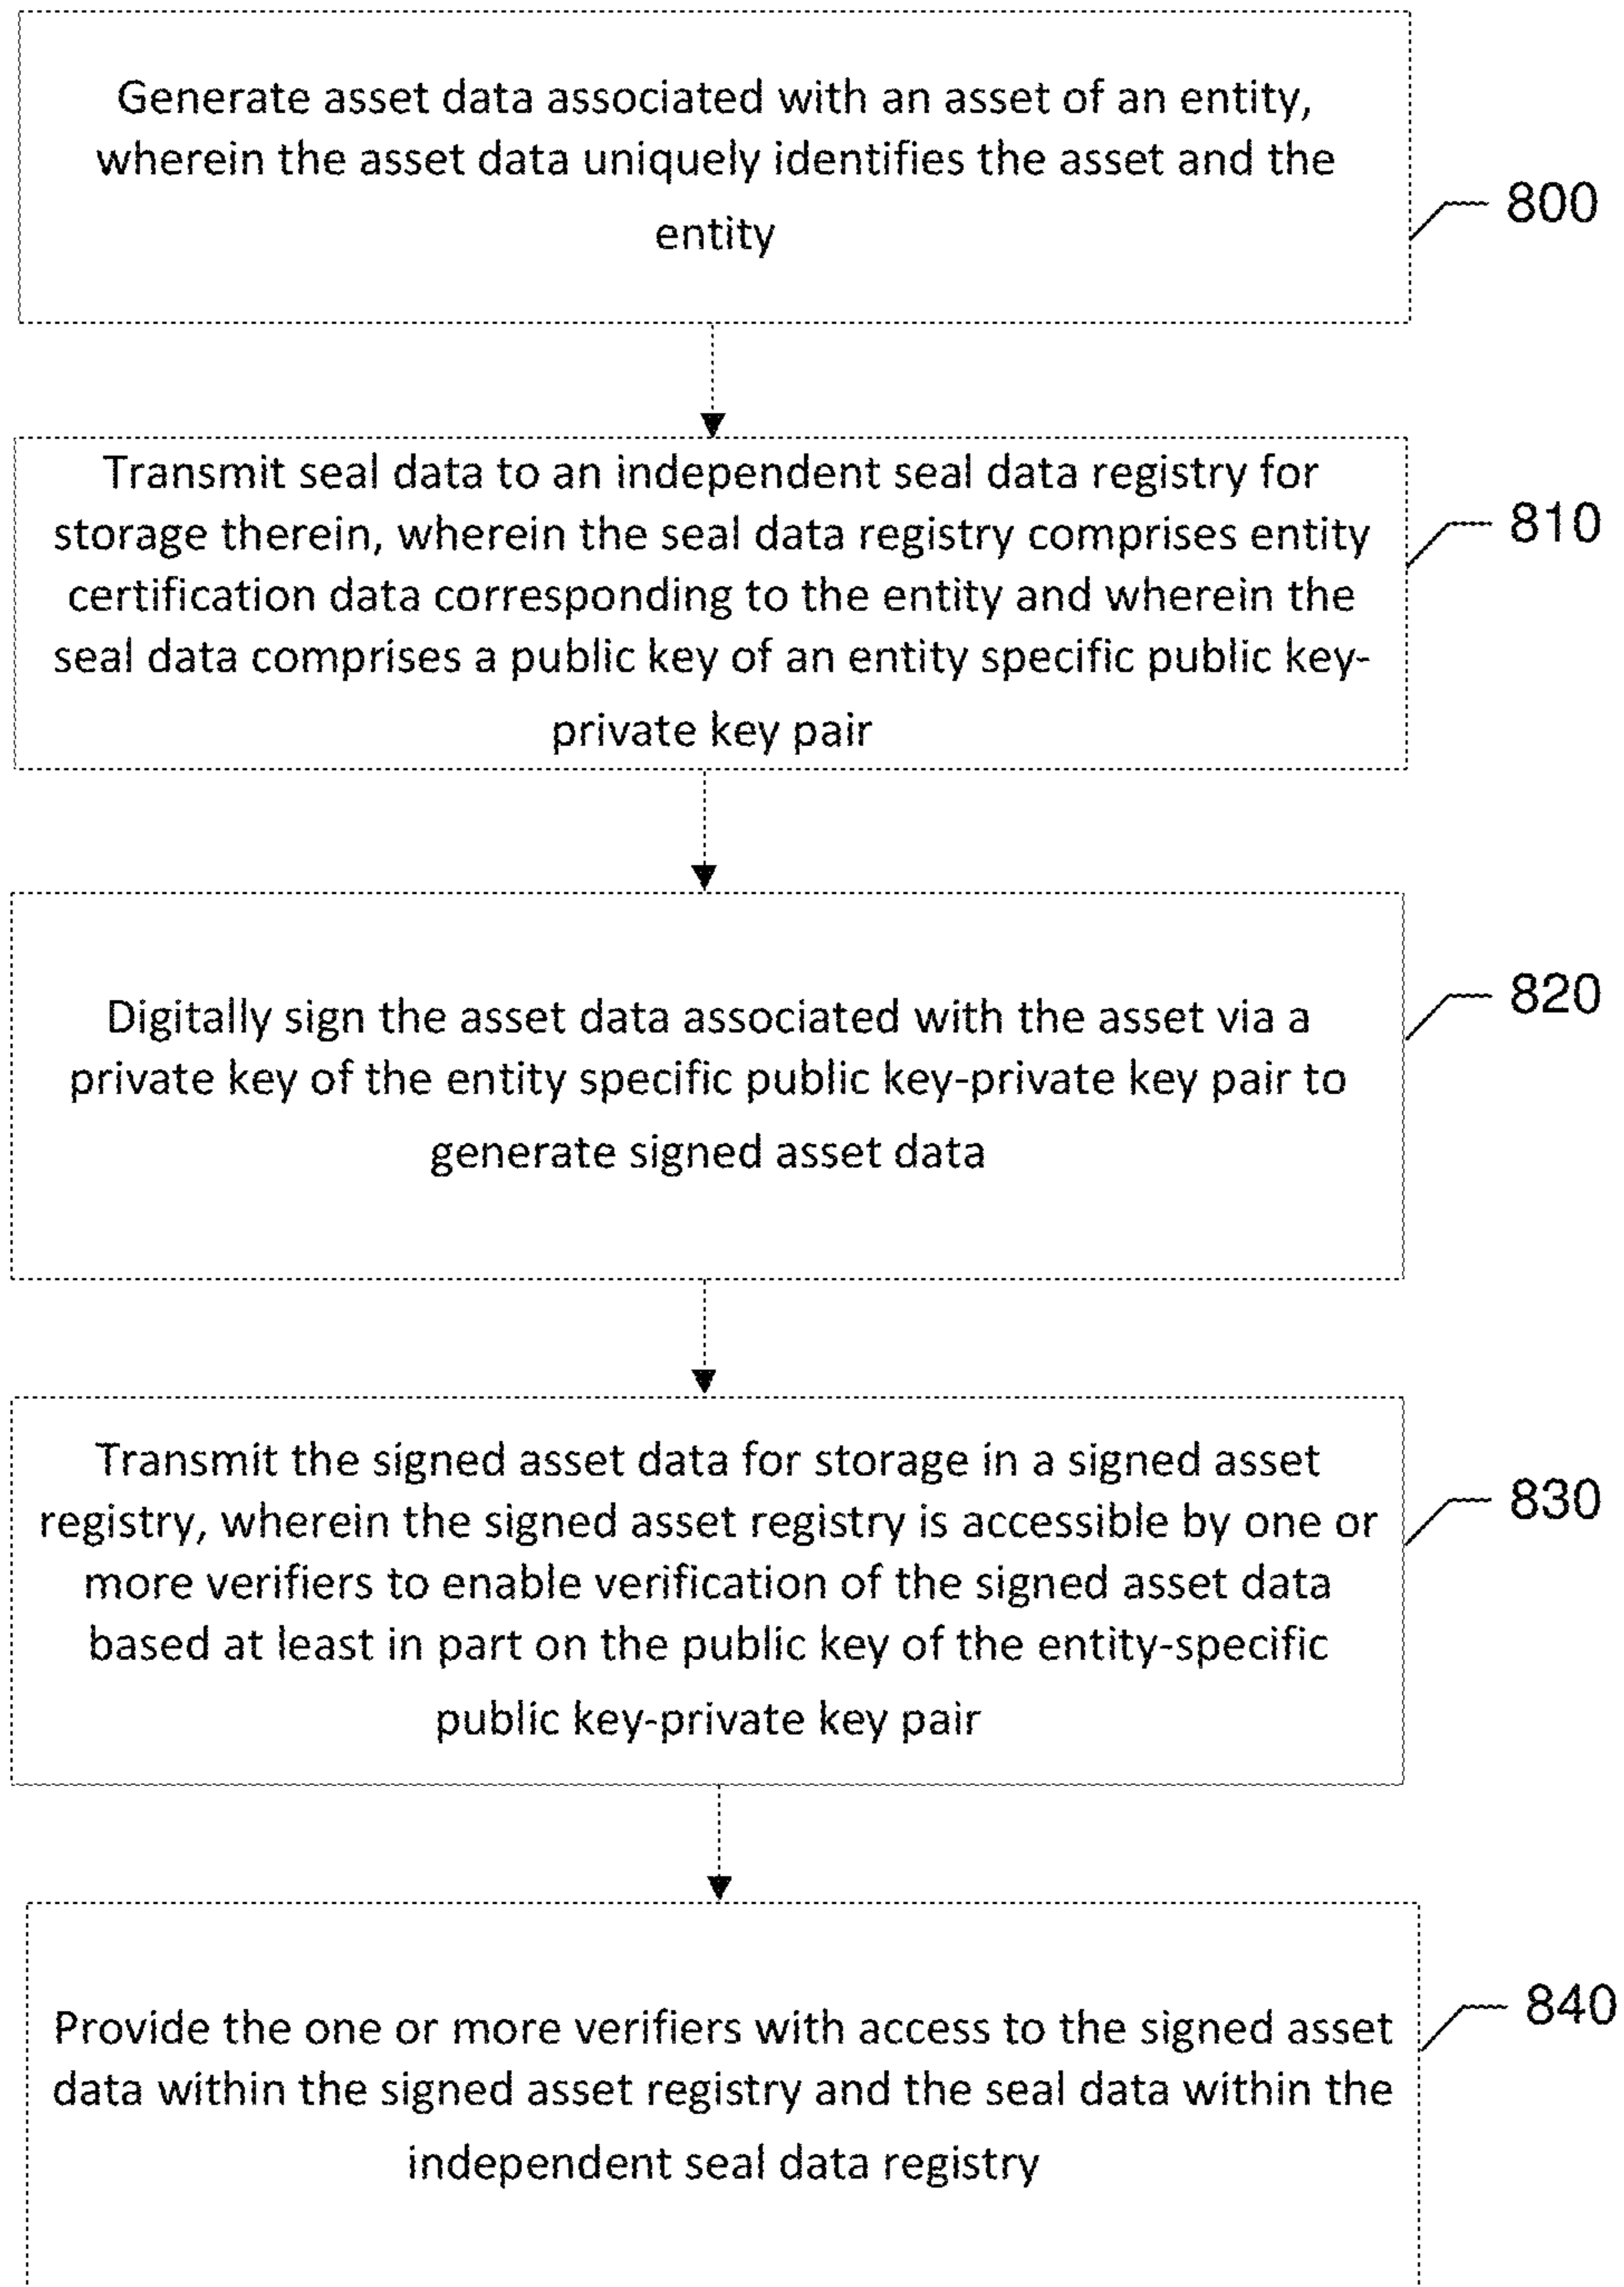 Generate asset data associated with an asset of an entity,
wherein the asset data uniquely identifies the asset and the
entity
800
Transmit seal data to an independent seal data registry for
storage therein, wherein the seal data registry comprises entity
certification data corresponding to the entity and wherein the
seal data comprises a public key of an entity specific public key-
private key pair
810
Digitally sign the asset data associated with the asset via a
private key of the entity specific public key-private key pair to
generate signed asset data
820
Transmit the signed asset data for storage in a signed asset
registry, wherein the signed asset registry is accessible by one or
more verifiers to enable verification of the signed asset data
based at least in part on the public key of the entity-specific
public key-private key pair
830
Provide the one or more verifiers with access to the signed asset
data within the signed asset registry and the seal data within the
independent seal data registry
840